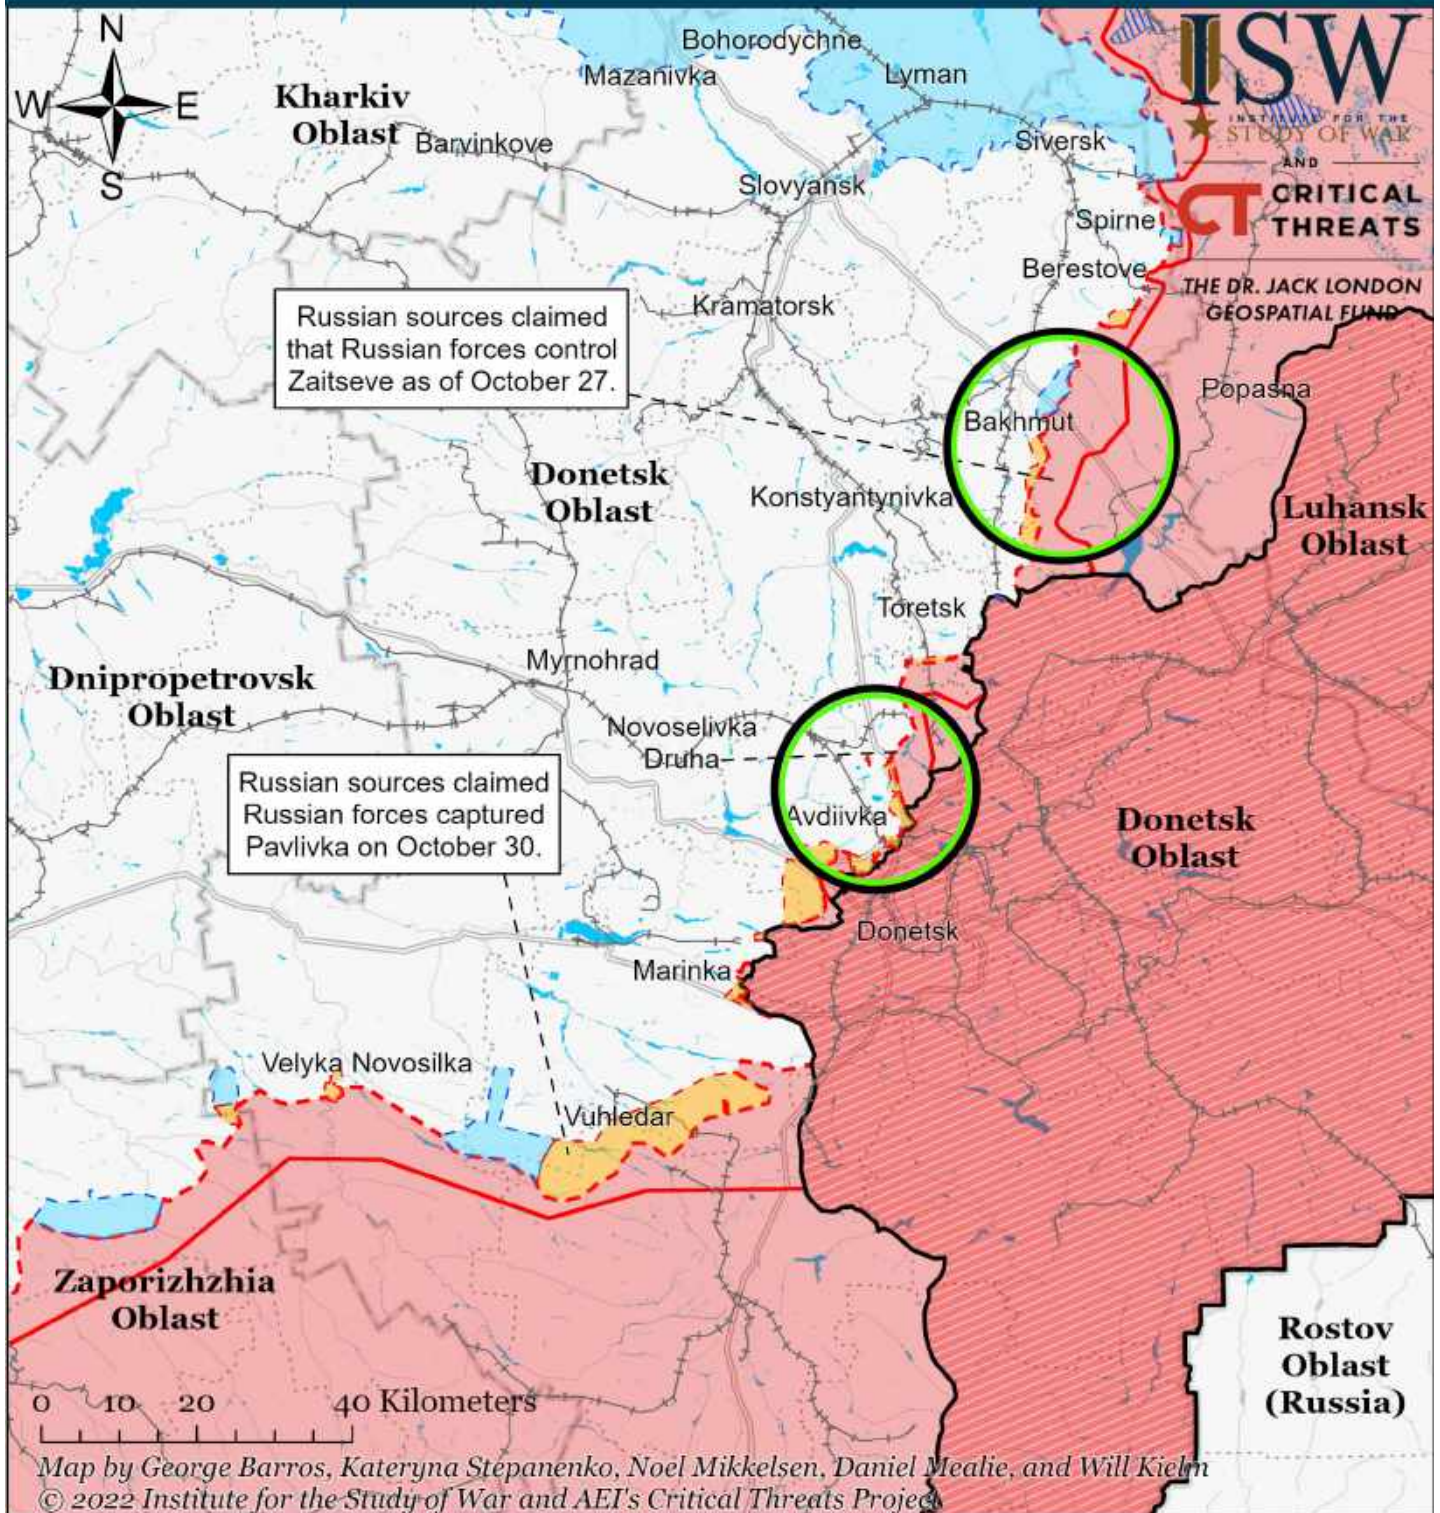 N
W
E
S
Kharkiv
Oblast
Barvinkove
Bohorodychne
Mazanivka
Lyman
Siversk
Slovyansk
Spirne
Berestove
ISW
INSTITUTE FOR THE
STUDY OF WAR
AND
CT CRITICAL
THREATS
THE DR. JACK LONDON
GEOSPATIAL FUND
Kramatorsk
Russian sources claimed
that Russian forces control
Zaitseve as of October 27.
Popasna
Bakhmut
Donetsk
Oblast
Konstyantynivka
Luhansk
Oblast
Toretsk
Myrnohrad
Dnipropetrovsk
Oblast
Novoselivka
Druha
Russian sources claimed
Russian forces captured
Pavlivka on October 30.
Avdiivka
Donetsk
Oblast
Donetsk
Marinka
Velyka Novosilka
Vuhledar
Zaporizhzhia
Oblast
Rostov
Oblast
(Russia)
0 10 20 40 Kilometers
Map by George Barros, Kateryna Stepanenko, Noel Mikkelsen, Daniel Mealie, and Will Kielm
© 2022 Institute for the Study of War and AEI's Critical Threats Project